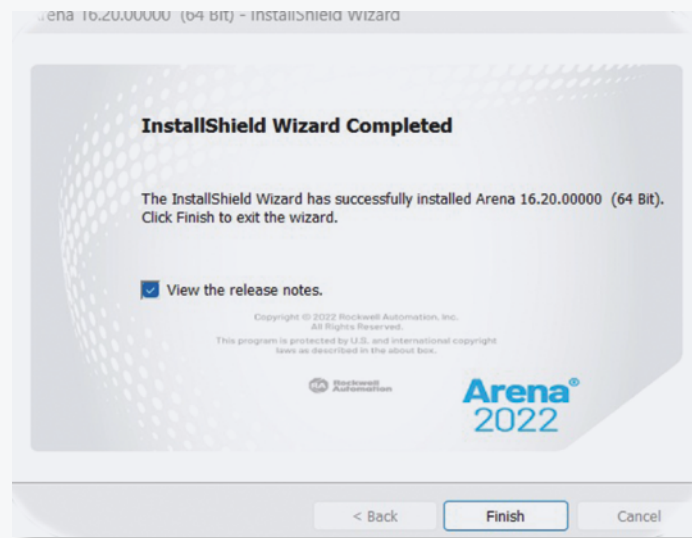 ena 16.20.00000 (64 Bit) - InstallShield Wizard
InstallShield Wizard Completed
The InstallShield Wizard has successfully installed Arena 16.20.00000 (64 Bit).
Click Finish to exit the wizard.
View the release notes.
Copyright © 2022 Rockwell Automation, Inc.
All Rights Reserved.
This program is protected by U.S. and international copyright
laws as described in the about box.
RA Rockwell
Automation
Arena®
2022
< Back
Finish
Cancel